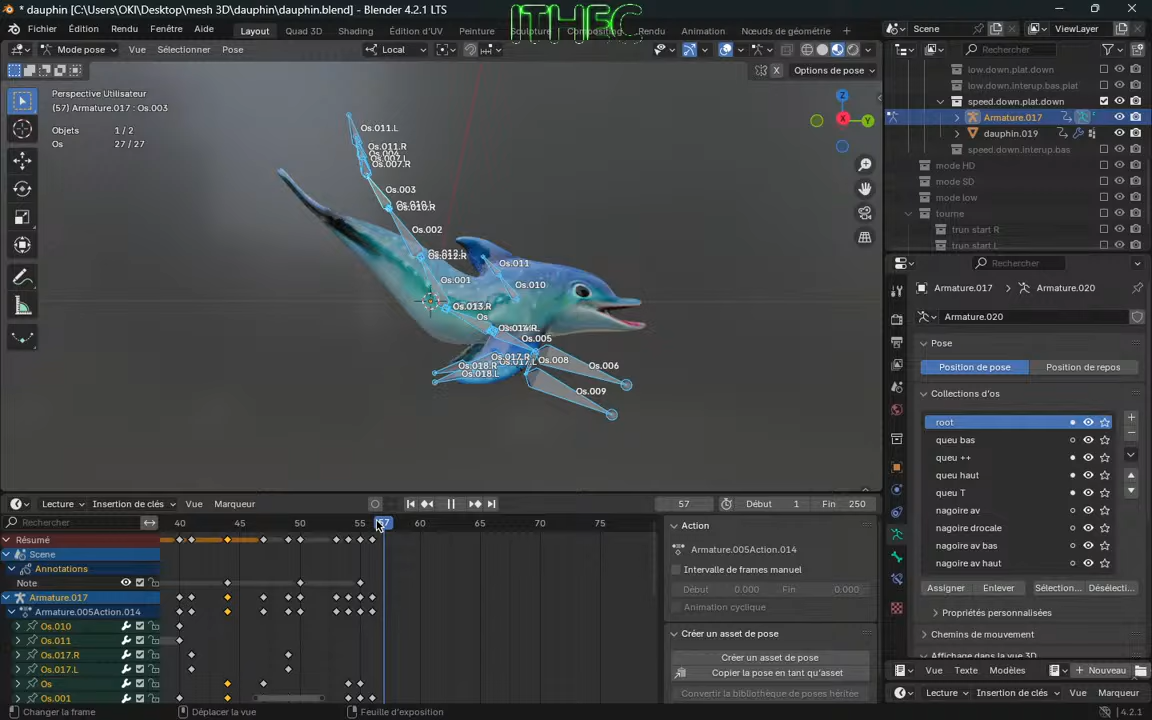 * dauphin [C:\Users\OKI\Desktop\mesh 3D\dauphin\dauphin.blend] - Blender 4.2.1 LTS
ITHEC
Fichier Édition Rendu Fenêtre Aide Layout Quad 3D Shading Édition d'UV Peinture Sculpture Compositing Rendu Animation Nœuds de géométrie
Scene ViewLayer
Mode pose Vue Sélectionner Pose Local
Rechercher
X Options de pose
Perspective Utilisateur
(57) Armature.017 : Os.003
Objets 1 / 2
Os 27 / 27
Z
X
Y
Os.011.L
Os.011.R
Os.007.R
Os.003
Os.010.R
Os.002
Os.012.R
Os.001
Os.011
Os.010
Os.013.R
Os
Os.005
Os.017.R
Os.008
Os.006
Os.018.R
Os.018.L
Os.009
low.down.plat.down
low.down.interup.bas.plat
speed.down.plat.down
Armature.017
dauphin.019
speed.down.interup.bas
mode HD
mode SD
mode low
tourne
trun start R
trun start L
Rechercher
Armature.017 Armature.020
Armature.020
Pose
Position de pose Position de repos
Collections d'os
root
queu bas
queu ++
queu haut
queu T
nagoire av
nagoire drocale
nagoire av bas
nagoire av haut
Assigner Enlever Sélection... Désélecti...
Propriétés personnalisées
Chemins de mouvement
Affichage dans la vue 3D
Vue Texte Modèles Nouveau
Lecture Insertion de clés Vue Marqueur
Lecture Insertion de clés Vue Marqueur 57 Début 1 Fin 250
Rechercher 40 45 50 55 57 60 65 70 75
Résumé
Scene
Annotations
Note
Armature.017
Armature.005Action.014
Os.010
Os.011
Os.017.R
Os.017.L
Os
Os.001
Action
Armature.005Action.014
Intervalle de frames manuel
Début 0.000 Fin 0.000
Animation cyclique
Créer un asset de pose
Créer un asset de pose
Copier la pose en tant qu'asset
Convertir la bibliothèque de poses héritée
Changer la frame Déplacer la vue Feuille d'exposition 4.2.1